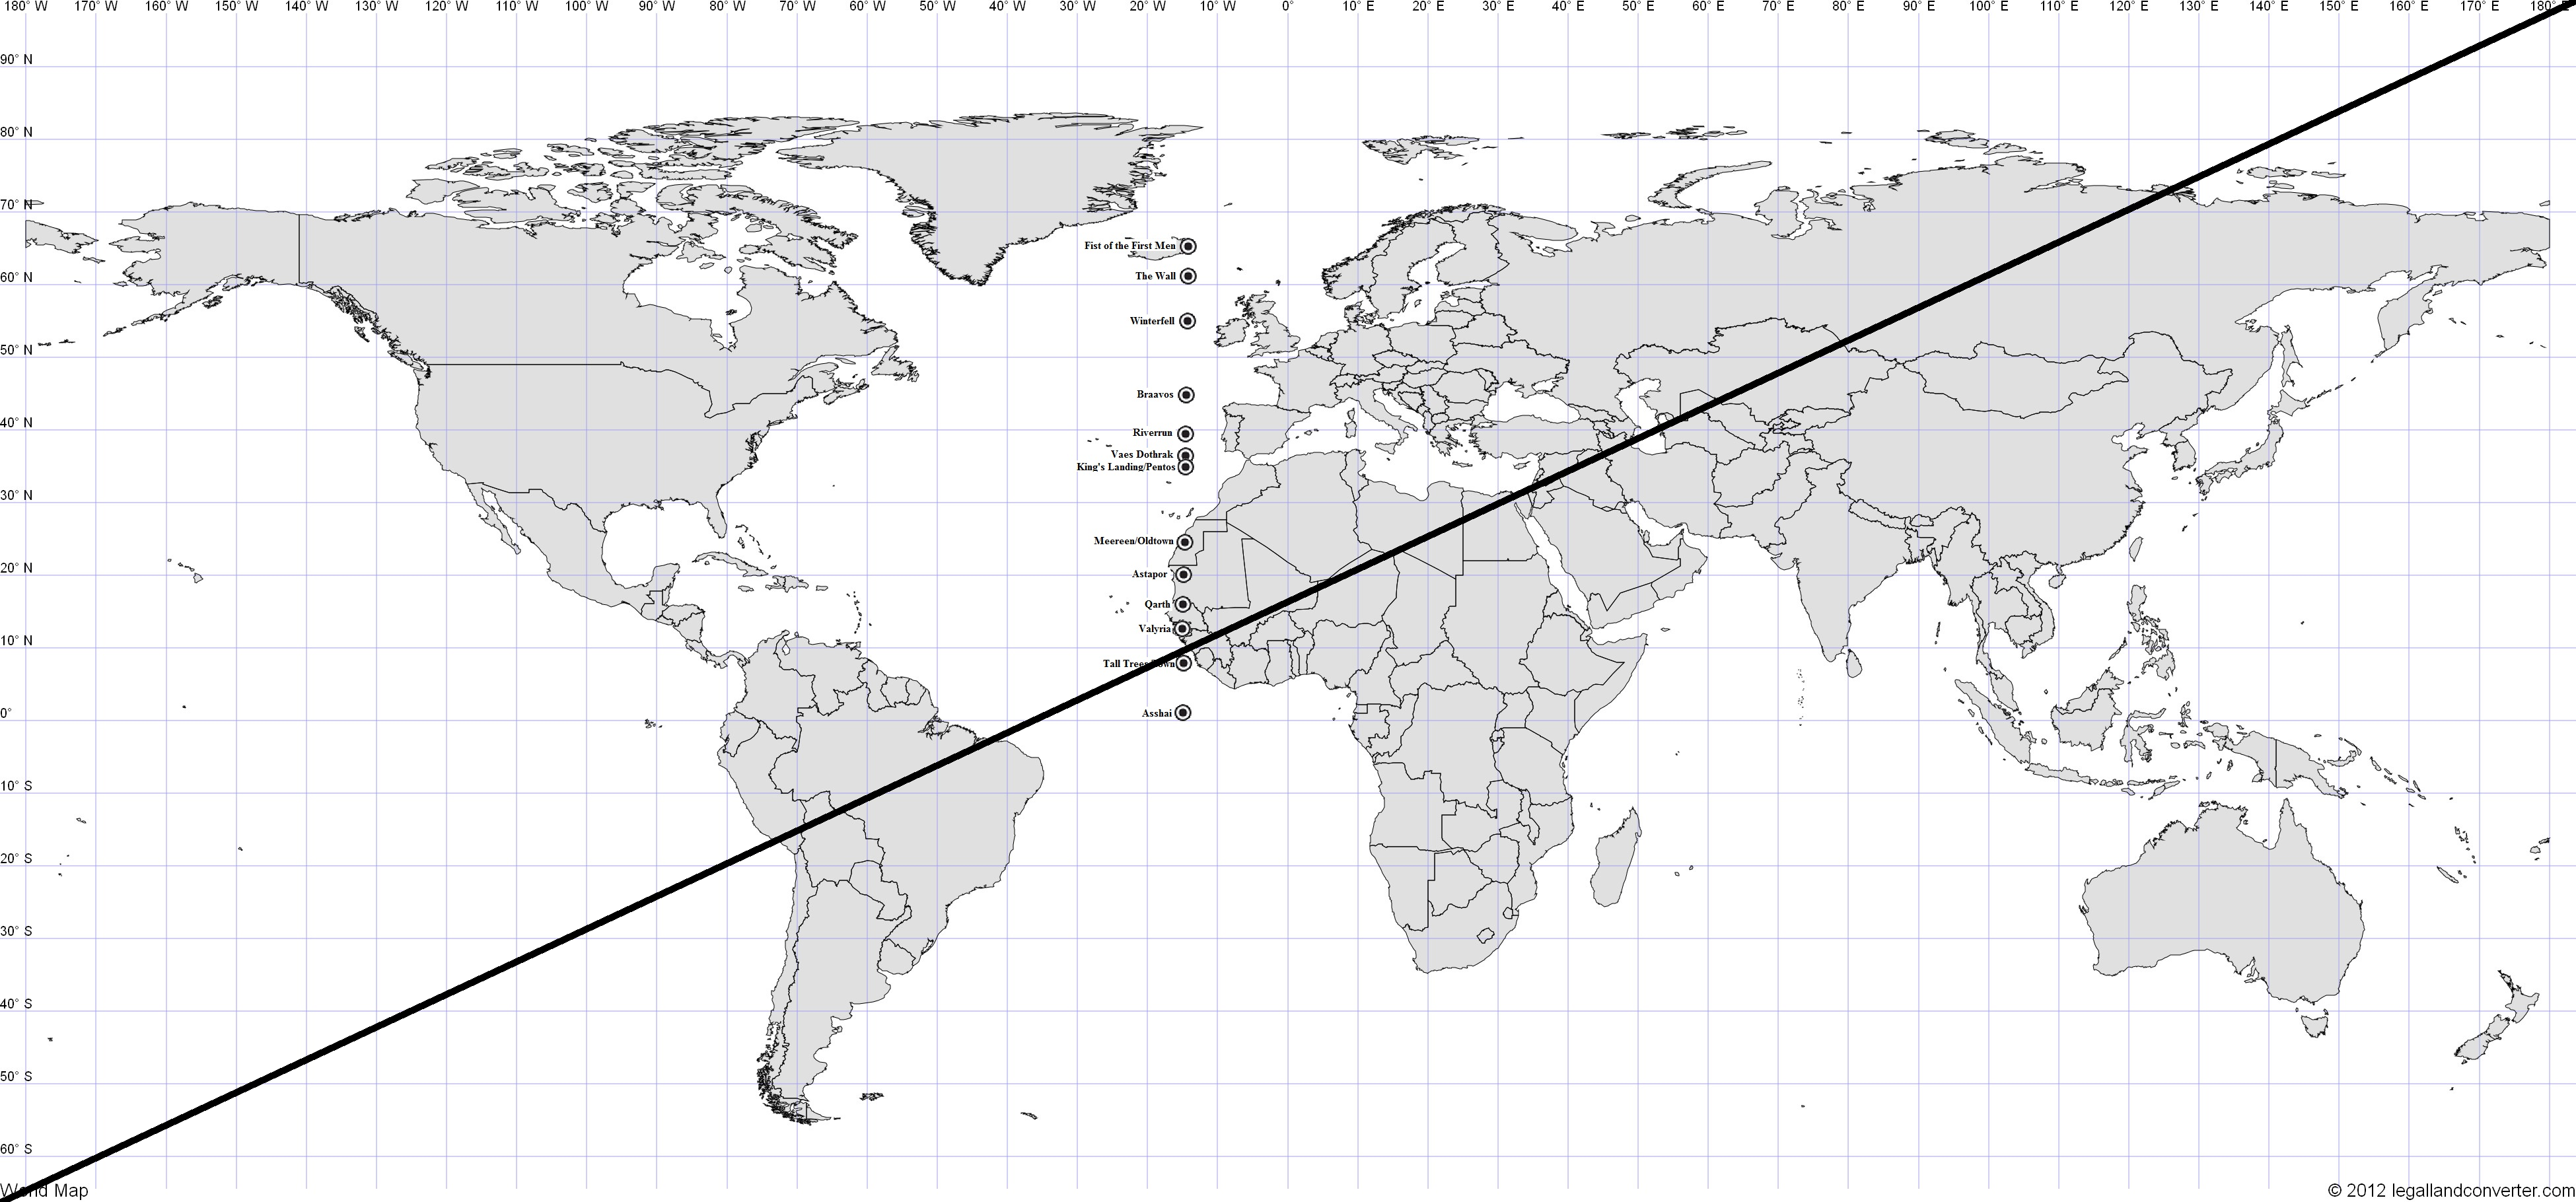 180° W 170° W 160° W 150° W 140° W 130° W 120° W 110° W 100° W 90° W 80° W 70° W 60° W 50° W 40° W 30° W 20° W 10° W 0° 10° E 20° E 30° E 40° E 50° E 60° E 70° E 80° E 90° E 100° E 110° E 120° E 130° E 140° E 150° E 160° E 170° E 180° E
90° N
80° N
70° N
Fist of the First Men
The Wall
60° N
Winterfell
50° N
Braavos
40° N
Riverrun
Vaes Dothrak
King's Landing/Pentos
30° N
Meereen/Oldtown
20° N
Astapor
Qarth
Valyria
10° N
Tall Trees
0°
Asshai
10° S
20° S
30° S
40° S
50° S
60° S
World Map
© 2012 legallandconverter.com